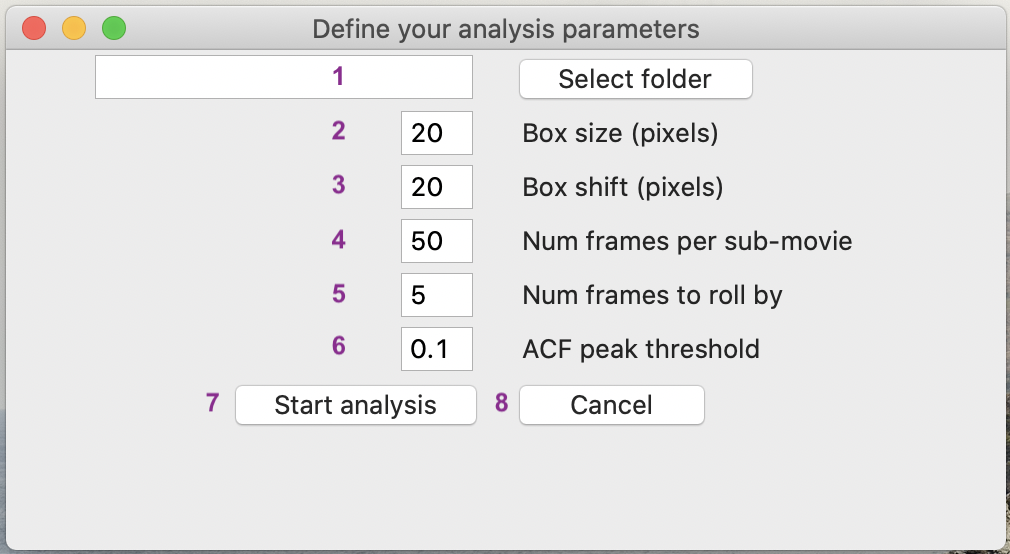 Define your analysis parameters
1 Select folder
2 20 Box size (pixels)
3 20 Box shift (pixels)
4 50 Num frames per sub-movie
5 5 Num frames to roll by
6 0.1 ACF peak threshold
7 Start analysis 8 Cancel